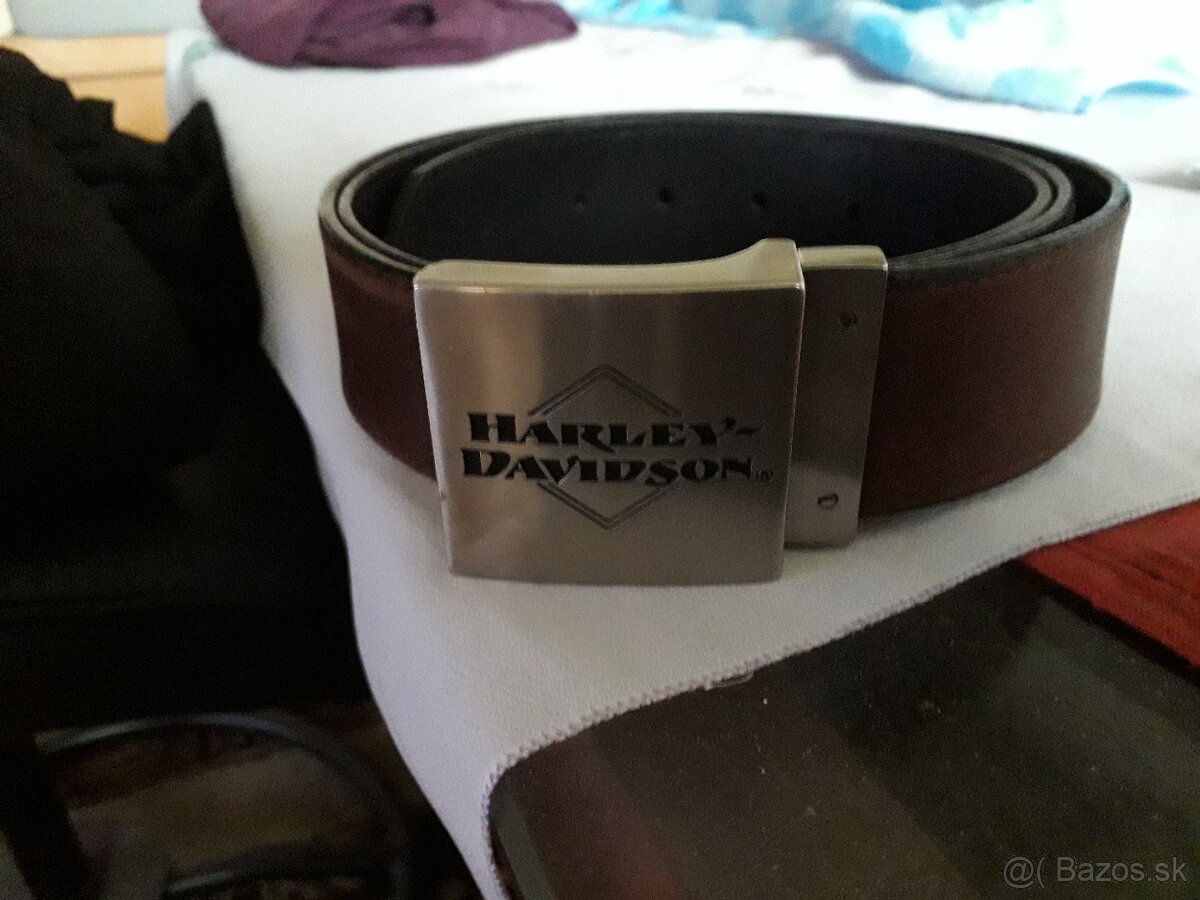 HARLEY-
DAVIDSON
@( Bazos.sk